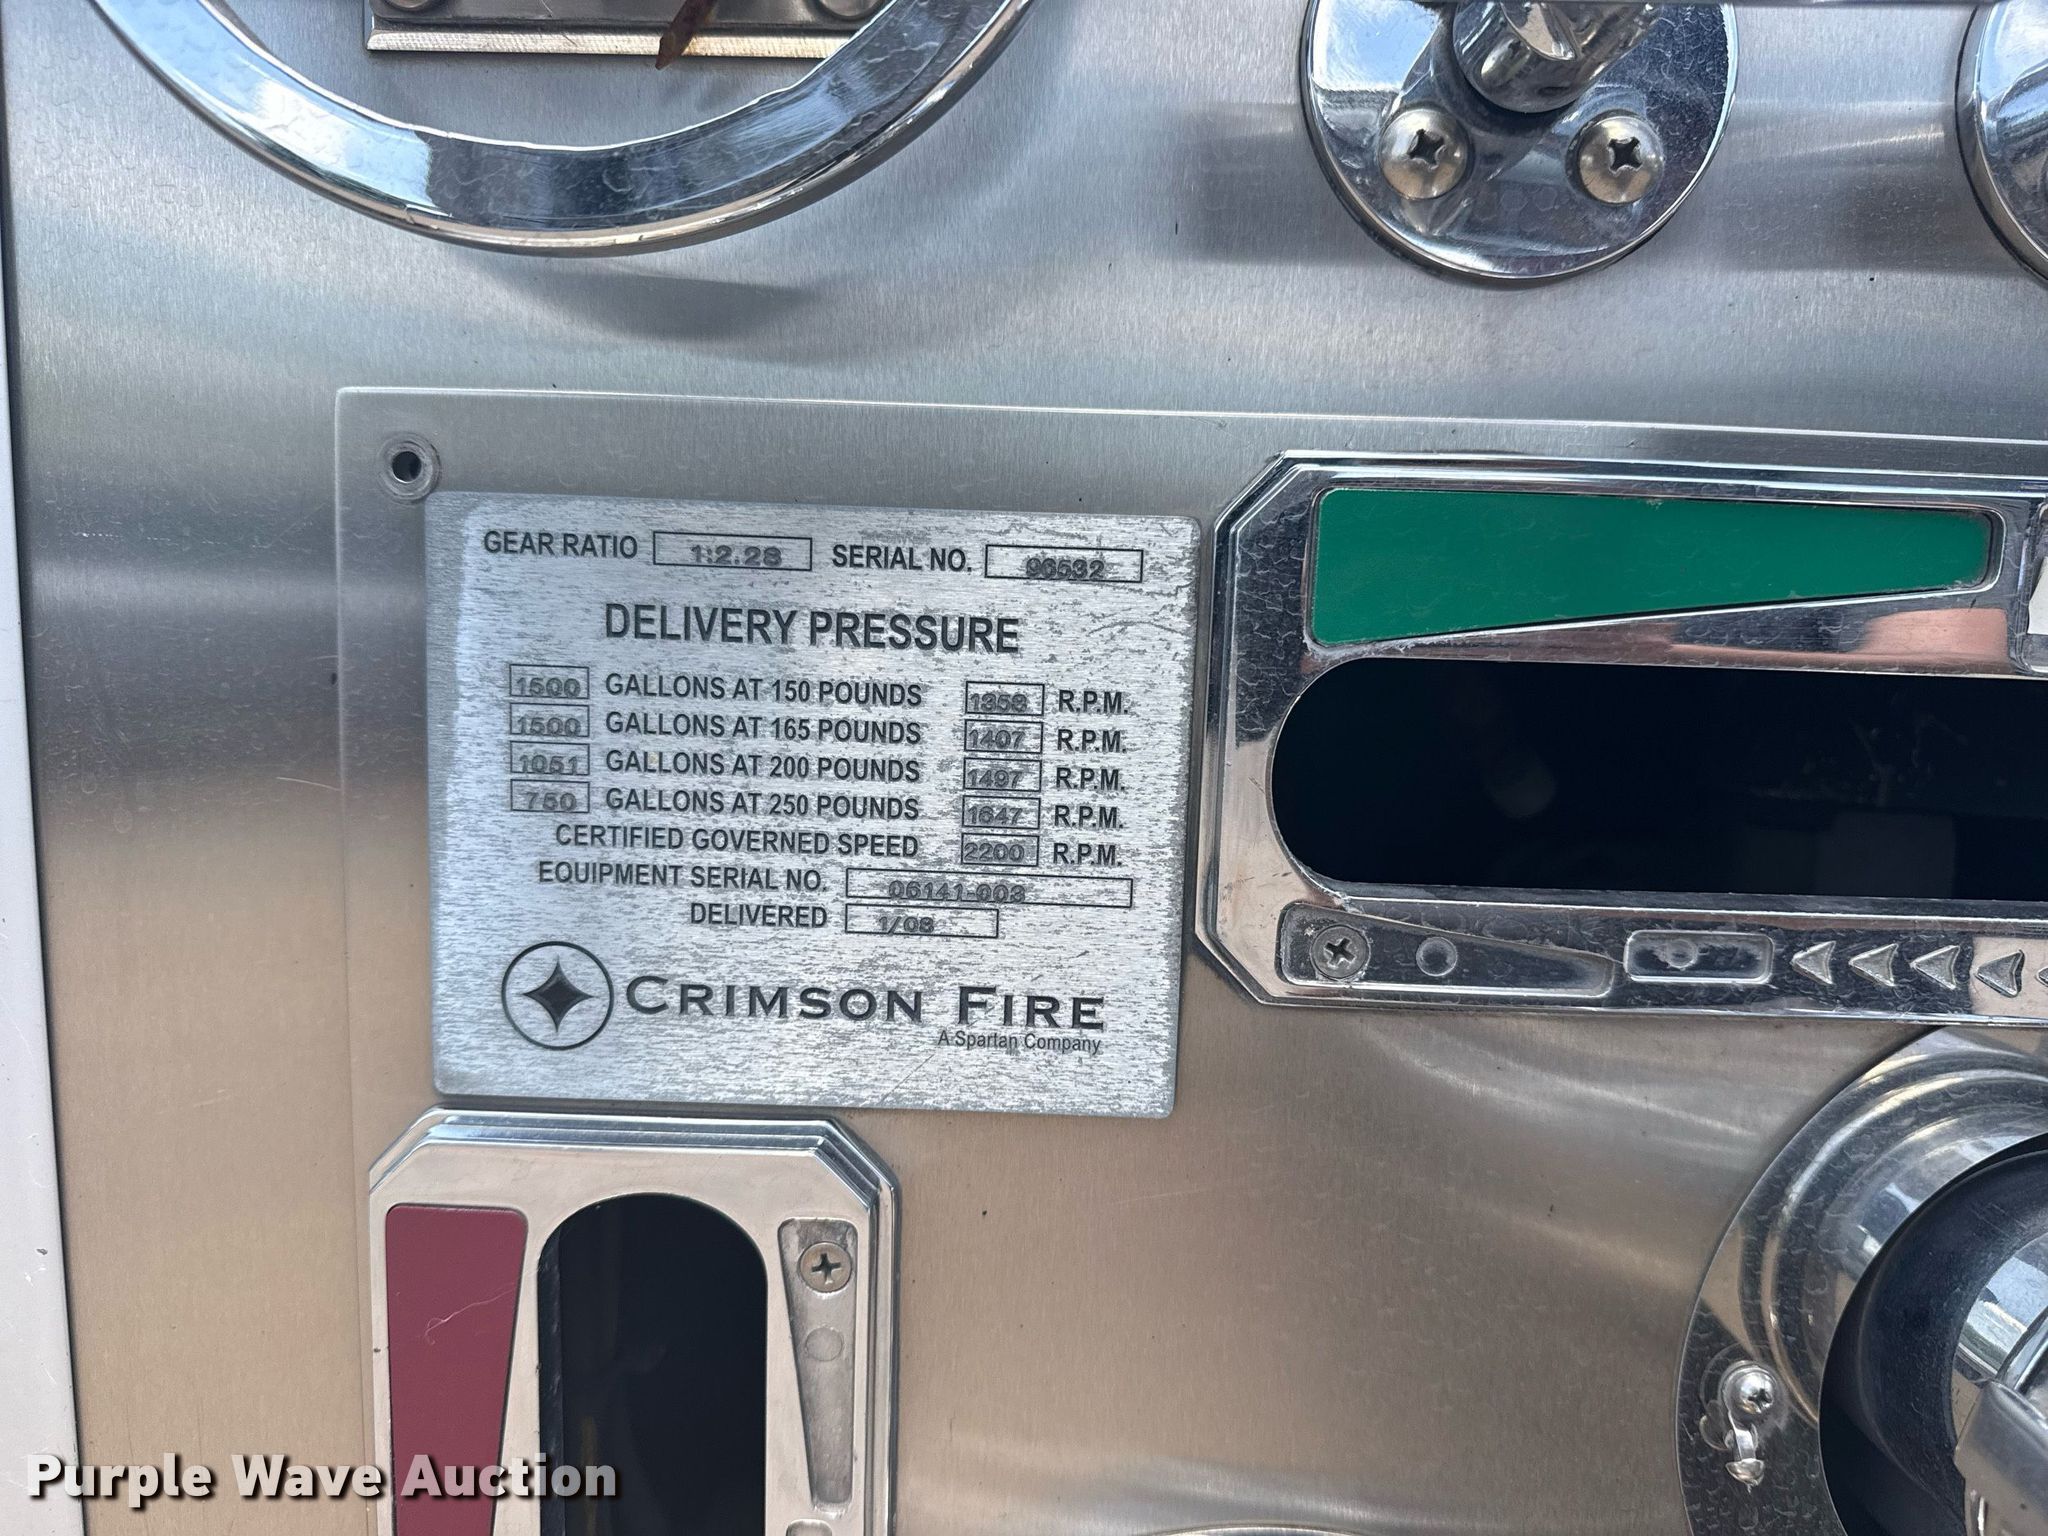 GEAR RATIO 1:2.28 SERIAL NO. 96532
DELIVERY PRESSURE
1500 GALLONS AT 150 POUNDS 1358 R.P.M.
1500 GALLONS AT 165 POUNDS 1407 R.P.M.
1051 GALLONS AT 200 POUNDS 1497 R.P.M.
750 GALLONS AT 250 POUNDS 1647 R.P.M.
CERTIFIED GOVERNED SPEED 2200 R.P.M.
EQUIPMENT SERIAL NO. 06141-003
DELIVERED 1/08
CRIMSON FIRE
A Spartan Company
Purple Wave Auction